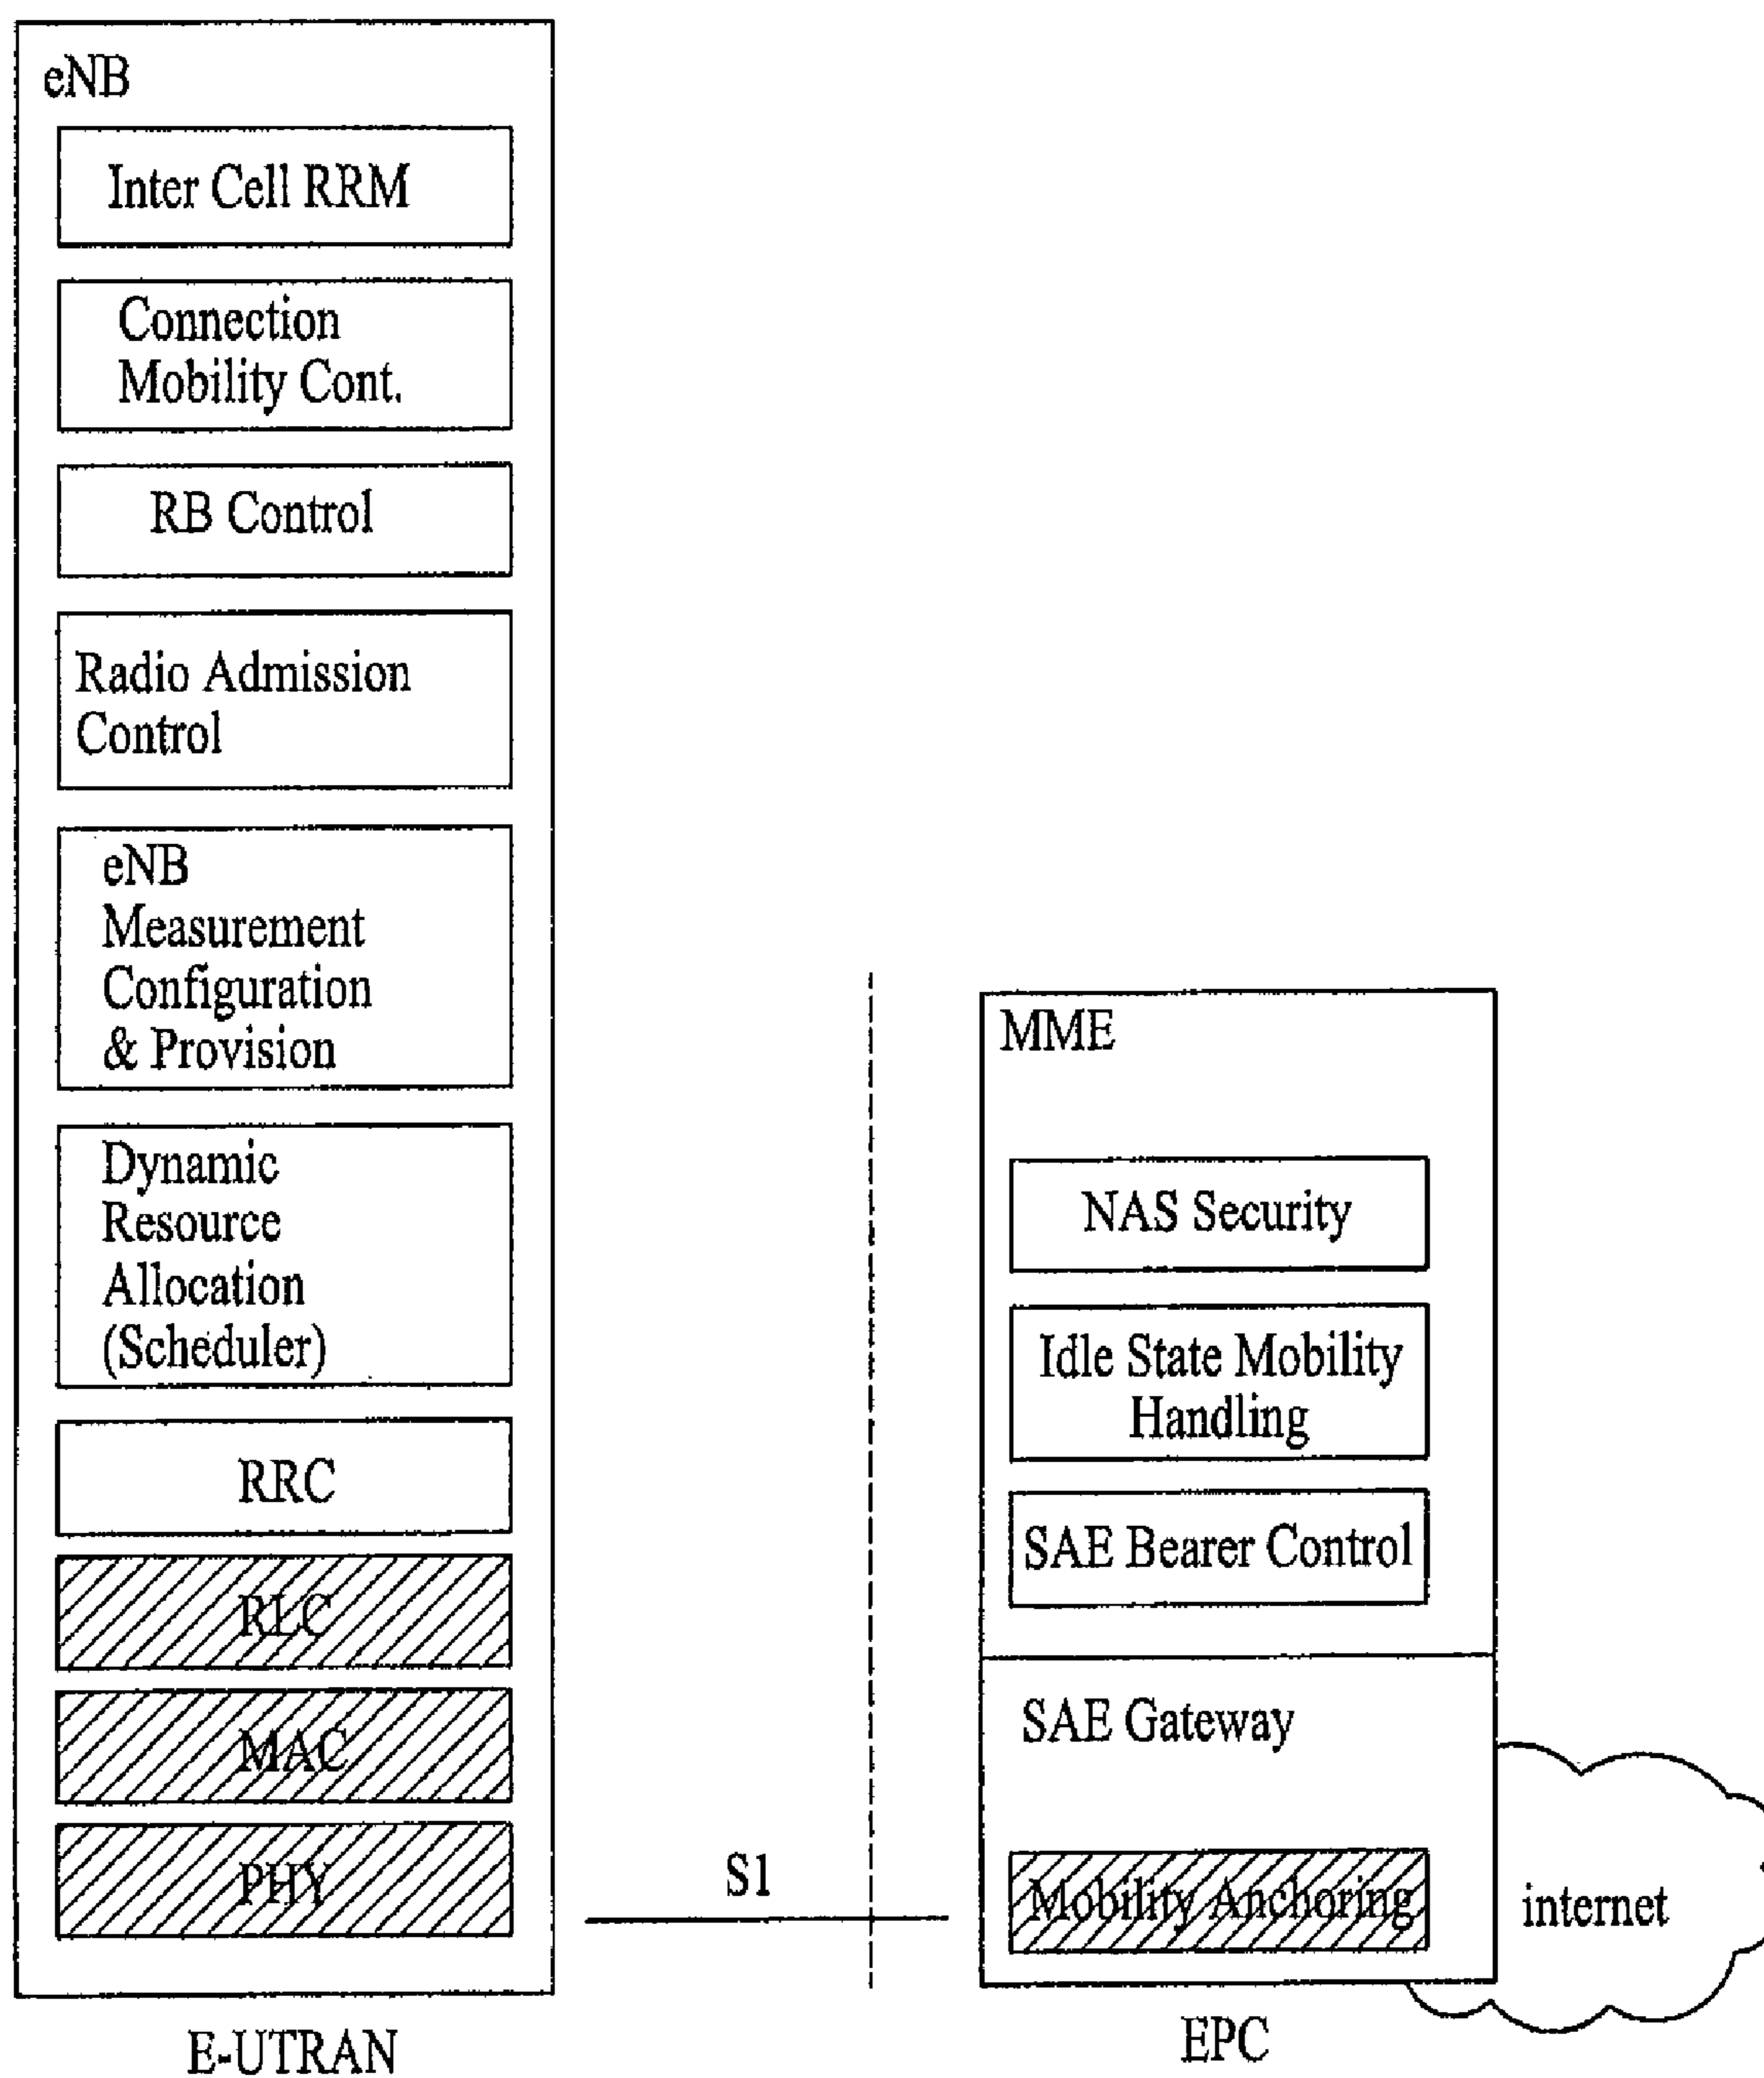 eNB
Inter Cell RRM
Connection
Mobility Cont.
RB Control
Radio Admission
Control
eNB
Measurement
Configuration
& Provision
Dynamic
Resource
Allocation
(Scheduler)
RRC
RLC
MAC
PHY
E-UTRAN
S1
MME
NAS Security
Idle State Mobility
Handling
SAE Bearer Control
SAE Gateway
Mobility Anchoring
EPC
internet